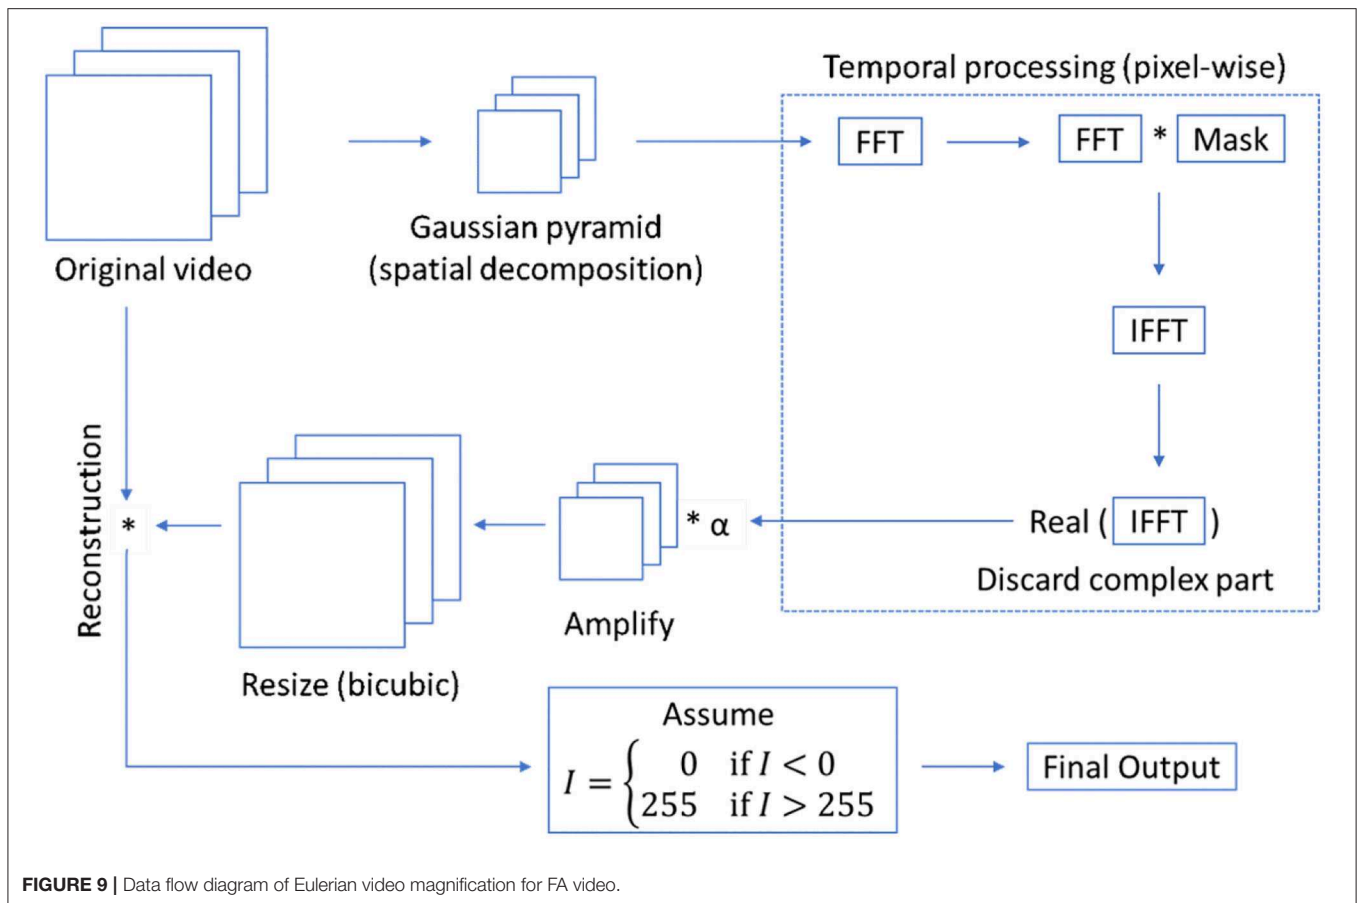 Temporal processing (pixel-wise)
FFT
FFT * Mask
Original video
Gaussian pyramid
(spatial decomposition)
IFFT
Reconstruction
*
* α
Real ( IFFT )
Discard complex part
Amplify
Resize (bicubic)
Assume
I = { 0 if I < 0
255 if I > 255
Final Output
FIGURE 9 | Data flow diagram of Eulerian video magnification for FA video.